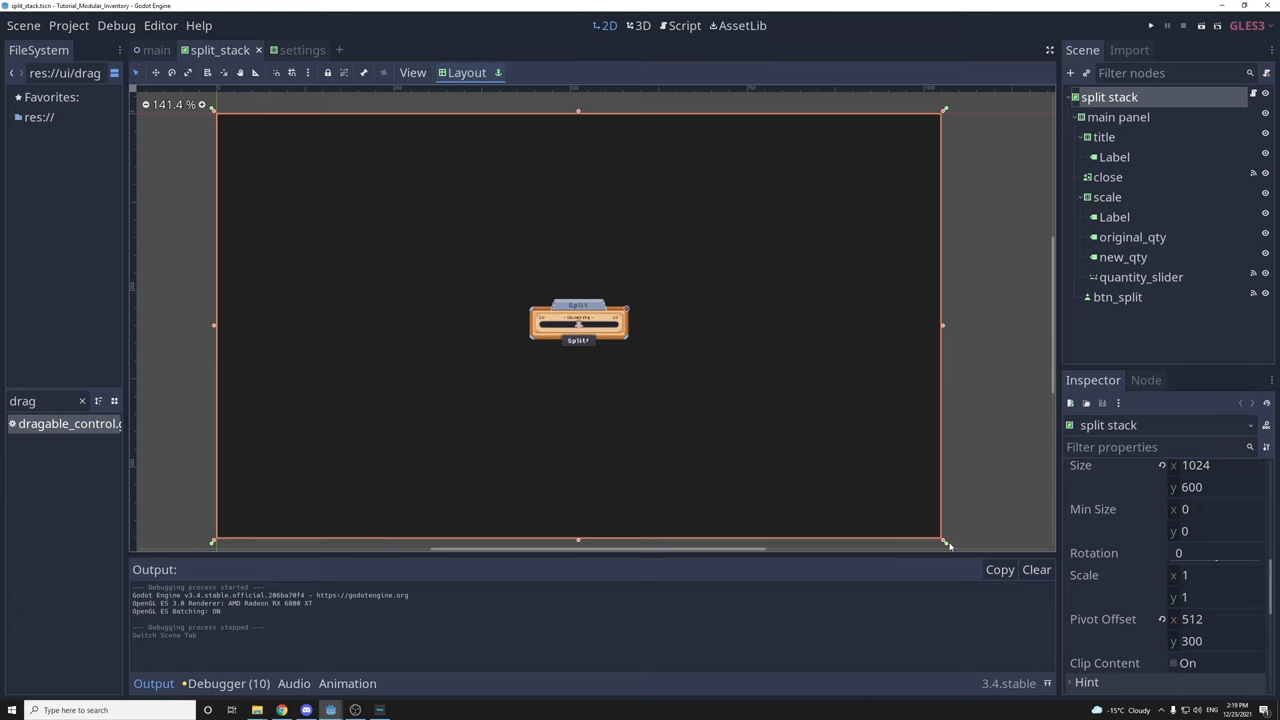 split_stack.tscn - Tutorial_Modular_Inventory - Godot Engine
Scene Project Debug Editor Help
2D 3D Script AssetLib
GLES3
FileSystem
main split_stack settings
Scene Import
res://ui/drag
View Layout
Filter nodes
Favorites:
res://
141.4 %
split stack
main panel
title
Label
close
scale
Label
original_qty
new_qty
quantity_slider
btn_split
Split
- Quantity -
Split
Inspector Node
drag
dragable_control.g
split stack
Filter properties
Size x 1024
y 600
Min Size x 0
y 0
Rotation 0
Scale x 1
y 1
Pivot Offset x 512
y 300
Clip Content On
Hint
Output: Copy Clear
--- Debugging process started ---
Godot Engine v3.4.stable.official.206ba70f4 - https://godotengine.org
OpenGL ES 3.0 Renderer: AMD Radeon RX 6800 XT
OpenGL ES Batching: ON
--- Debugging process stopped ---
Switch Scene Tab
Output Debugger (10) Audio Animation 3.4.stable
Type here to search
-15°C Cloudy ENG 2:19 PM
12/23/2021